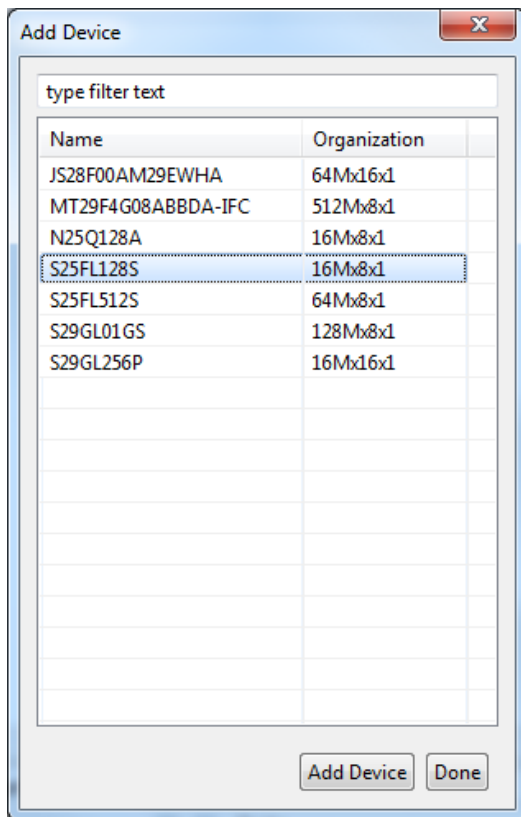 Add Device
type filter text
Name Organization
JS28F00AM29EWHA 64Mx16x1
MT29F4G08ABBDA-IFC 512Mx8x1
N25Q128A 16Mx8x1
S25FL128S 16Mx8x1
S25FL512S 64Mx8x1
S29GL01GS 128Mx8x1
S29GL256P 16Mx16x1
Add Device Done